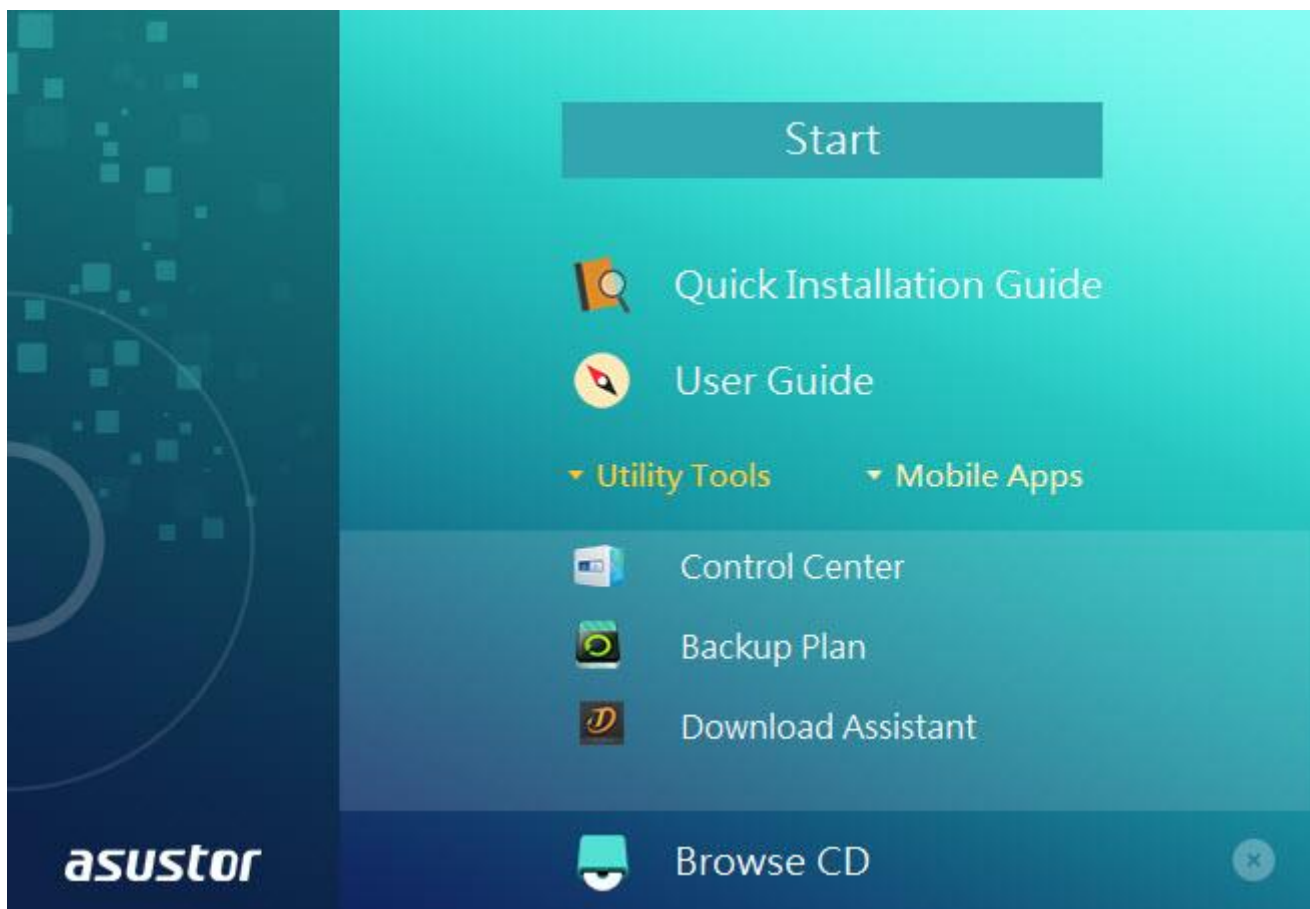 Start
Quick Installation Guide
User Guide
Utility Tools
Mobile Apps
Control Center
Backup Plan
Download Assistant
Browse CD
asustor